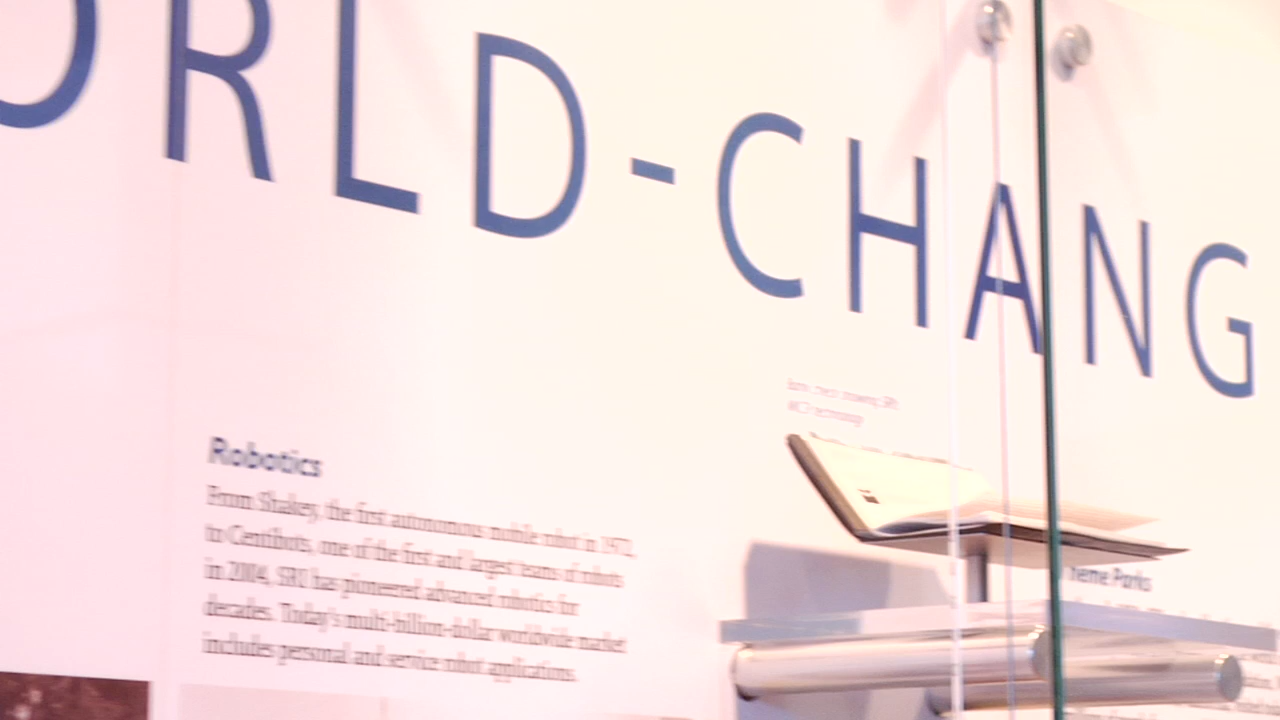 ORLD-CHANG
Robotics
From Shakey, the first autonomous mobile robot in 1972,
to Centibots, one of the first and largest teams of robots
in 2004, SRI has pioneered advanced robotics for
decades. Today's multi-billion-dollar worldwide market
includes personal and service robot applications.
heme Parks